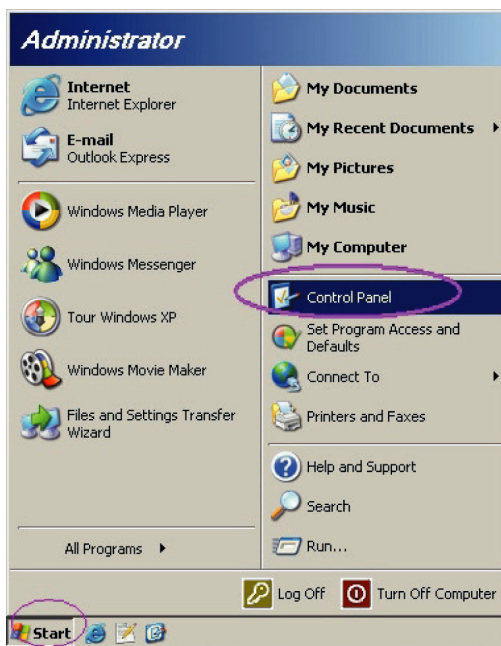 Administrator
Internet
Internet Explorer
E-mail
Outlook Express
Windows Media Player
Windows Messenger
Tour Windows XP
Windows Movie Maker
Files and Settings Transfer
Wizard
All Programs
My Documents
My Recent Documents
My Pictures
My Music
My Computer
Control Panel
Set Program Access and
Defaults
Connect To
Printers and Faxes
Help and Support
Search
Run...
Log Off
Turn Off Computer
Start